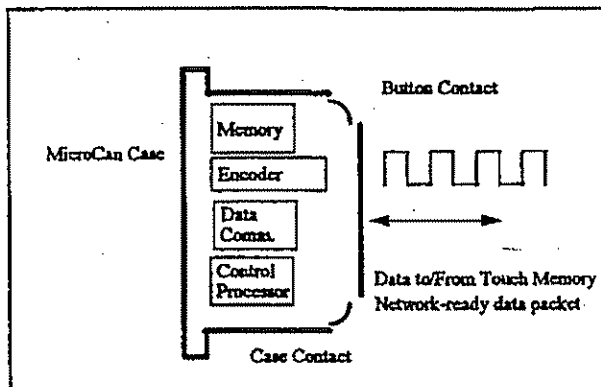 Button Contact
MicroCan Case
Memory
Encoder
Data
Comm.
Control
Processor
Data to/From Touch Memory
Network-ready data packet
Case Contact